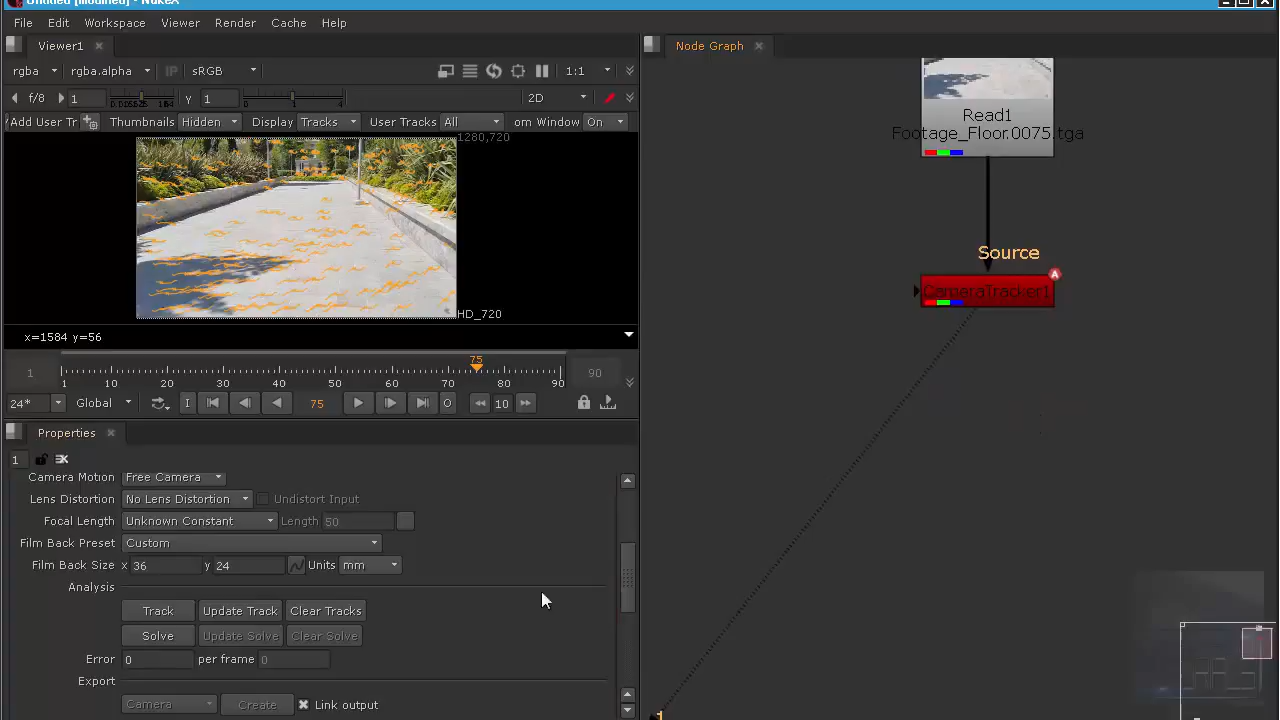 Untitled [modified] - NukeX
File Edit Workspace Viewer Render Cache Help
Viewer1
rgba rgba.alpha IP sRGB 1:1
f/8 1 y 1 2D
Add User Tr Thumbnails Hidden Display Tracks User Tracks All om Window On
1280,720
HD_720
x=1584 y=56
75
1 90
1 10 20 30 40 50 60 70 80 90
24* Global I 75 O 10
Properties
1
Camera Motion Free Camera
Lens Distortion No Lens Distortion Undistort Input
Focal Length Unknown Constant Length 50
Film Back Preset Custom
Film Back Size x 36 y 24 Units mm
Analysis
Track Update Track Clear Tracks
Solve Update Solve Clear Solve
Error 0 per frame 0
Export
Camera Create Link output
Node Graph
Read1
Footage_Floor.0075.tga
Source
A
CameraTracker1
1